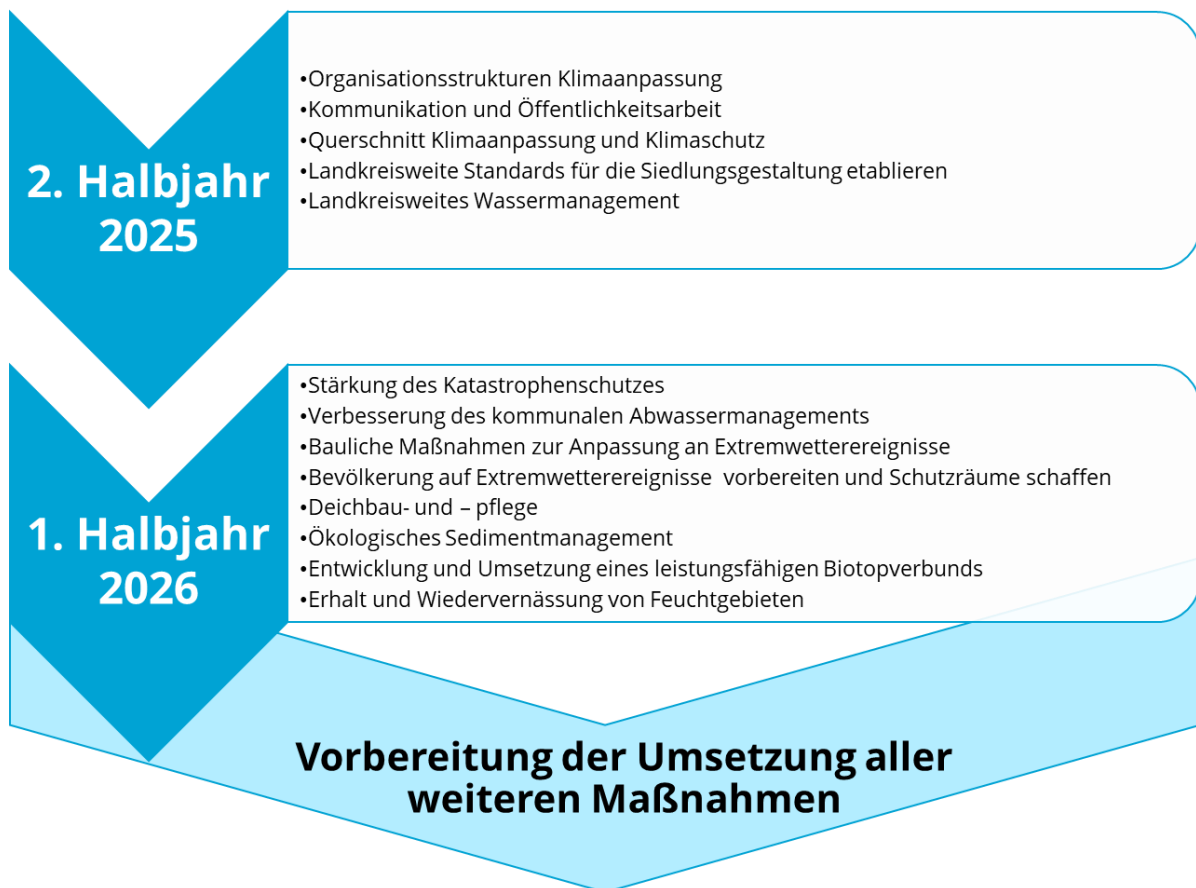 2. Halbjahr
2025
•Organisationsstrukturen Klimaanpassung
•Kommunikation und Öffentlichkeitsarbeit
•Querschnitt Klimaanpassung und Klimaschutz
•Landkreisweite Standards für die Siedlungsgestaltung etablieren
•Landkreisweites Wassermanagement
1. Halbjahr
2026
•Stärkung des Katastrophenschutzes
•Verbesserung des kommunalen Abwassermanagements
•Bauliche Maßnahmen zur Anpassung an Extremwetterereignisse
•Bevölkerung auf Extremwetterereignisse  vorbereiten und Schutzräume schaffen
•Deichbau- und – pflege
•Ökologisches Sedimentmanagement
•Entwicklung und Umsetzung eines leistungsfähigen Biotopverbunds
•Erhalt und Wiedervernässung von Feuchtgebieten
Vorbereitung der Umsetzung aller
weiteren Maßnahmen